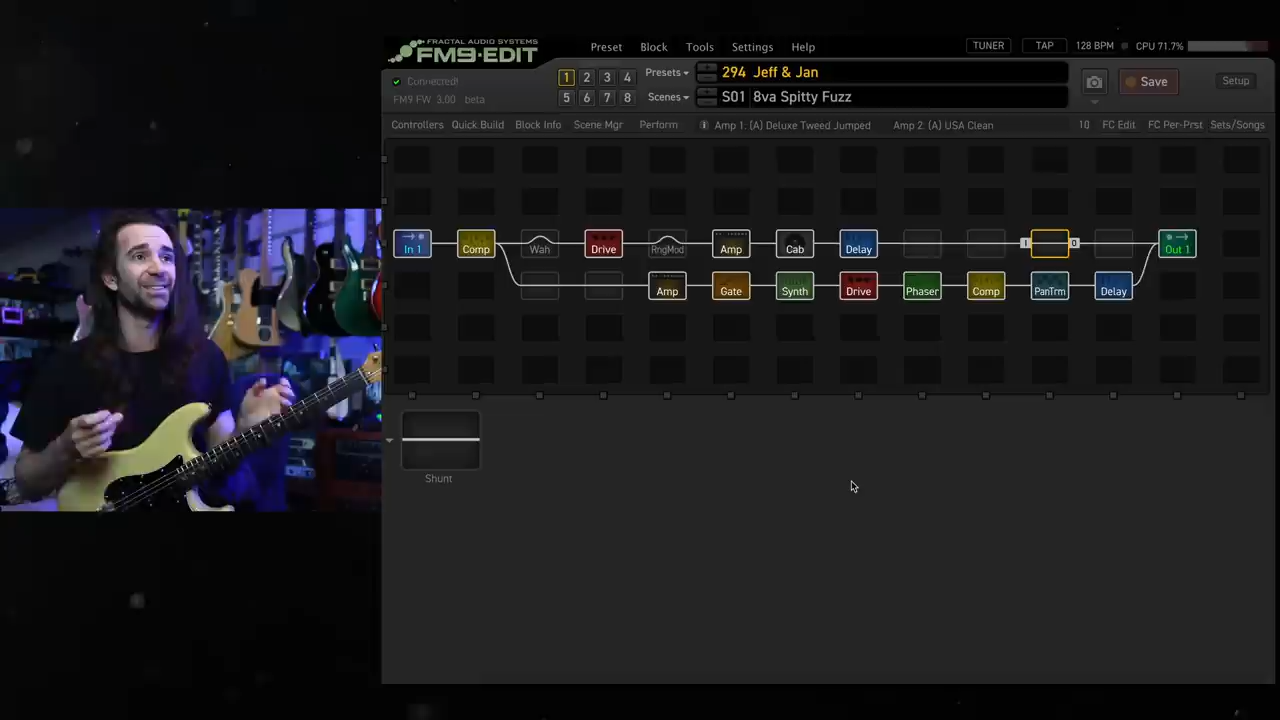 FRACTAL AUDIO SYSTEMS
FM9-EDIT
Preset Block Tools Settings Help
TUNER TAP 128 BPM CPU 71.7%
Connected!
FM9 FW 3.00 beta
1 2 3 4
5 6 7 8
Presets 294 Jeff & Jan
Scenes S01 8va Spitty Fuzz
Save
Setup
Controllers Quick Build Block Info Scene Mgr Perform Amp 1: (A) Deluxe Tweed Jumped Amp 2: (A) USA Clean 10 FC Edit FC Per-Prst Sets/Songs
In 1 Comp Wah Drive RngMod Amp Cab Delay I O Out 1
Amp Gate Synth Drive Phaser Comp PanTrm Delay
Shunt